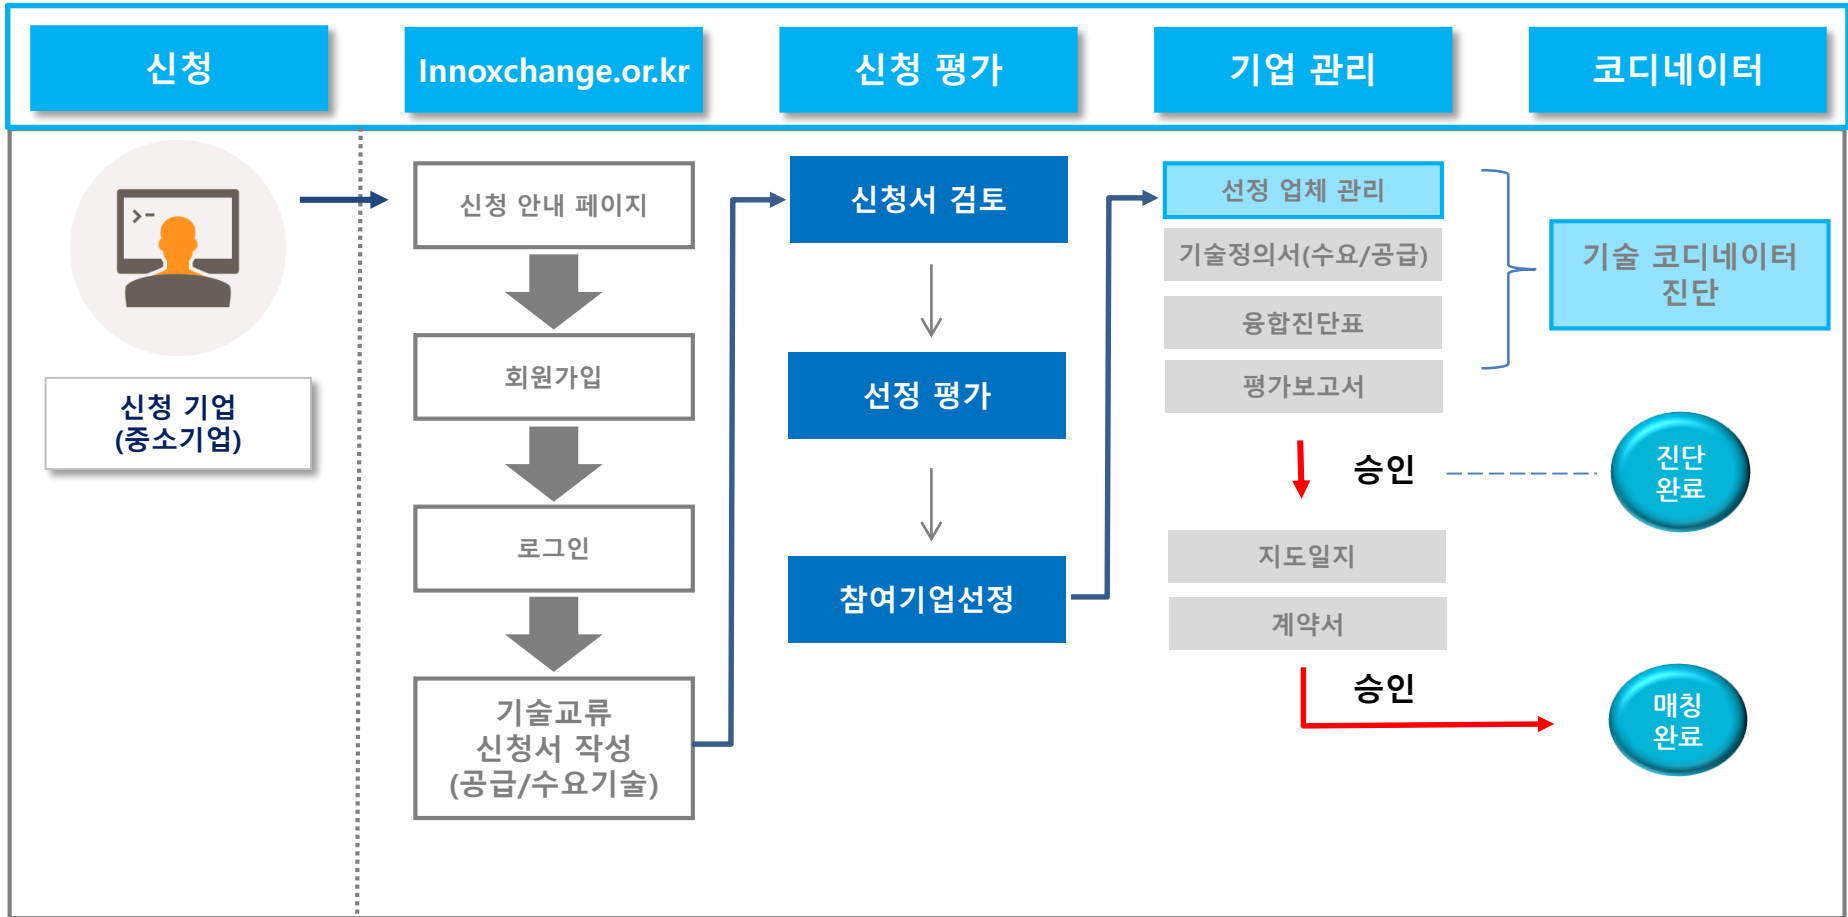 신청
Innoxchange.or.kr
신청 평가
기업 관리
코디네이터
>-
신청 기업
(중소기업)
신청 안내 페이지
회원가입
로그인
기술교류
신청서 작성
(공급/수요기술)
신청서 검토
선정 평가
참여기업선정
선정 업체 관리
기술정의서(수요/공급)
융합진단표
평가보고서
승인
지도일지
계약서
승인
기술 코디네이터
진단
진단
완료
매칭
완료